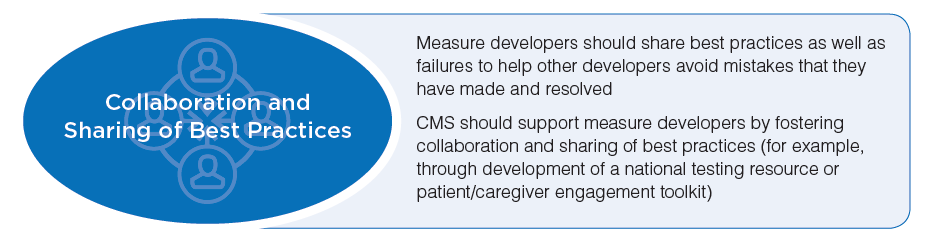 Collaboration and
Sharing of Best Practices
Measure developers should share best practices as well as
failures to help other developers avoid mistakes that they
have made and resolved
CMS should support measure developers by fostering
collaboration and sharing of best practices (for example,
through development of a national testing resource or
patient/caregiver engagement toolkit)